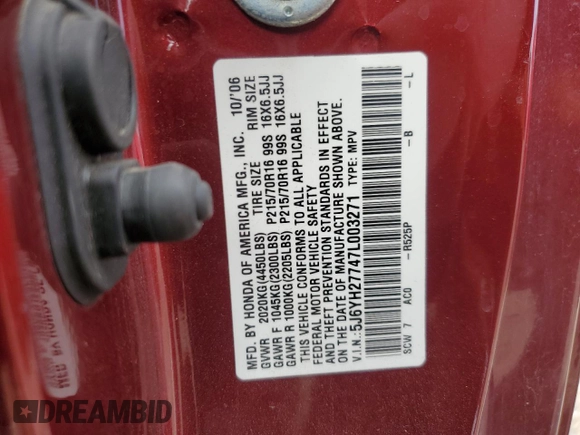 MFD. BY HONDA OF AMERICA MFG., INC. 10/'06
GVWR 2020KG(4450LBS) TIRE SIZE RIM SIZE
GAWR F 1045KG(2300LBS) P215/70R16 99S 16X6.5JJ
GAWR R 1000KG(2205LBS) P215/70R16 99S 16X6.5JJ
THIS VEHICLE CONFORMS TO ALL APPLICABLE
FEDERAL MOTOR VEHICLE SAFETY
AND THEFT PREVENTION STANDARDS IN EFFECT
ON THE DATE OF MANUFACTURE SHOWN ABOVE.
V.I.N.: 5J6YH27747L003271 TYPE: MPV
SCW 7 AC0 - R525P - B - L
DREAMBID